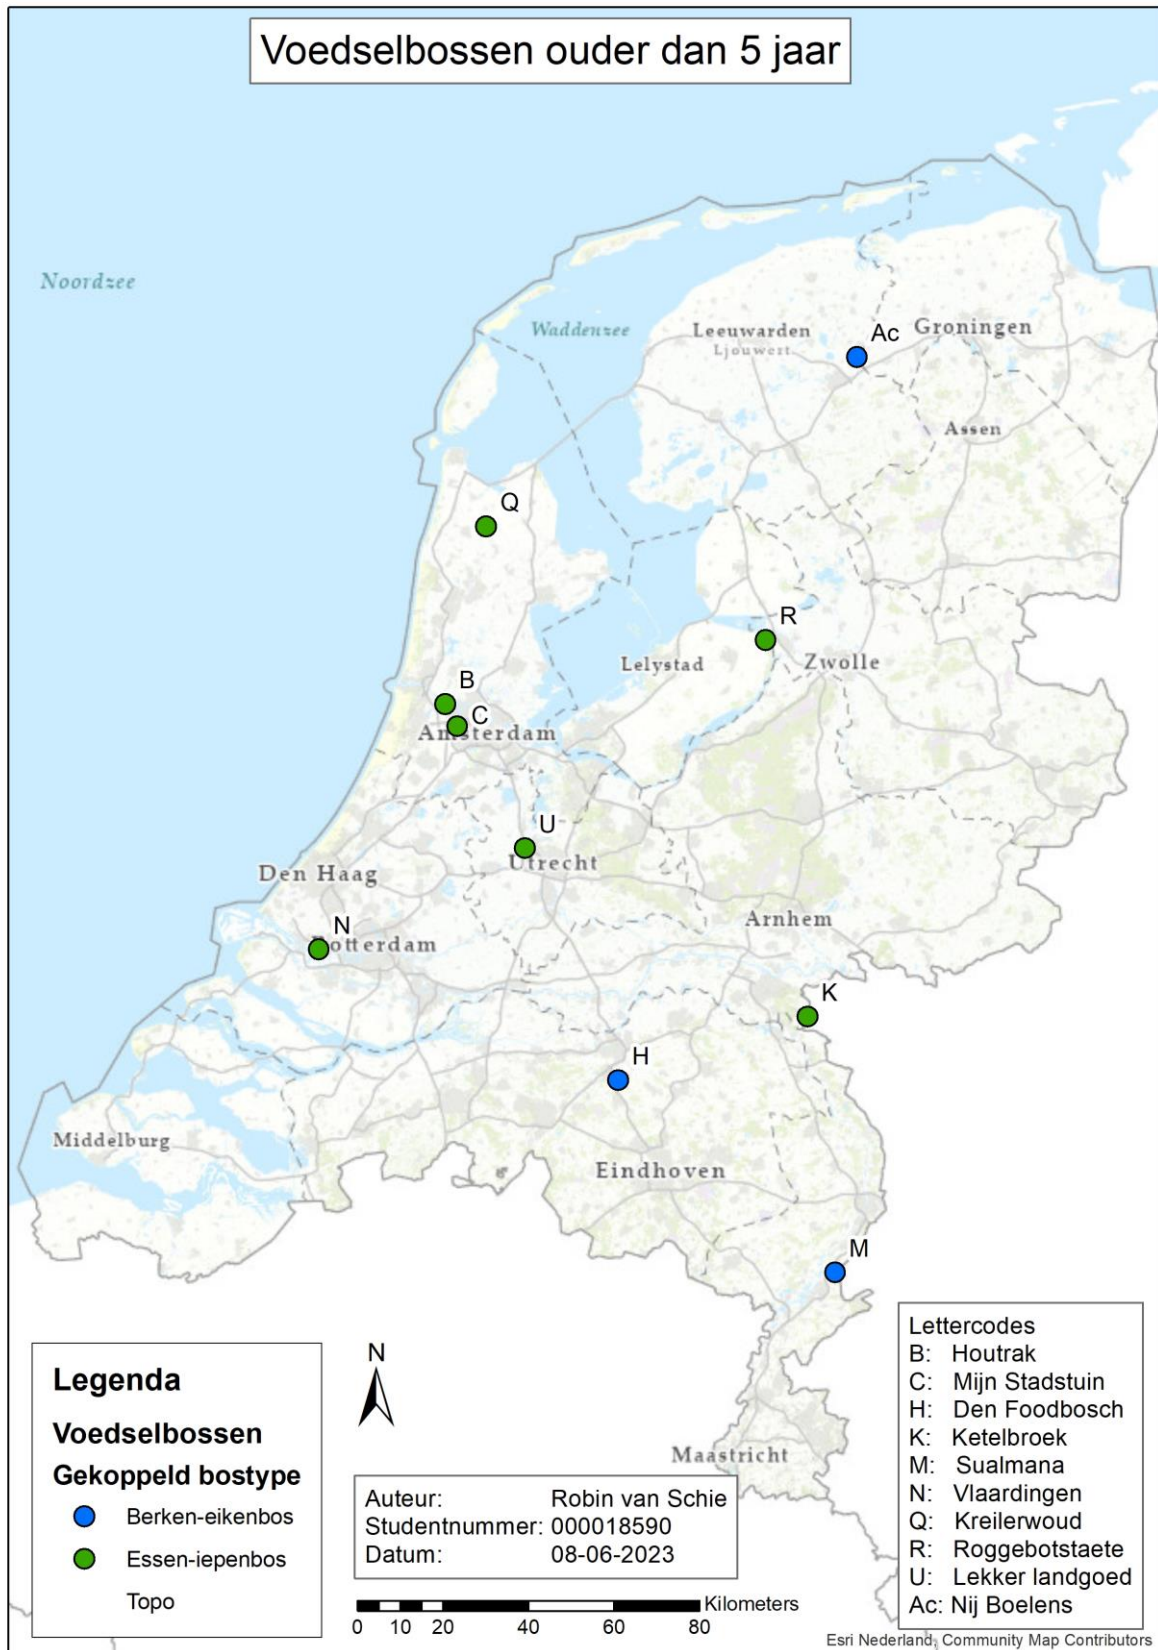 Voedselbossen ouder dan 5 jaar
Noordzee
Waddenzee
Leeuwarden
Ljouwert
Ac
Groningen
Assen
Q
R
Lelystad
Zwolle
B
C
Amsterdam
U
Utrecht
Den Haag
Arnhem
N
Rotterdam
K
H
Middelburg
Eindhoven
M
Maastricht
Legenda
Voedselbossen
Gekoppeld bostype
Berken-eikenbos
Essen-iepenbos
Topo
N
Auteur: Robin van Schie
Studentnummer: 000018590
Datum: 08-06-2023
Kilometers
0 10 20 40 60 80
Lettercodes
B: Houtrak
C: Mijn Stadstuin
H: Den Foodbosch
K: Ketelbroek
M: Sualmana
N: Vlaardingen
Q: Kreilerwoud
R: Roggebotstaete
U: Lekker landgoed
Ac: Nij Boelens
Esri Nederland, Community Map Contributors